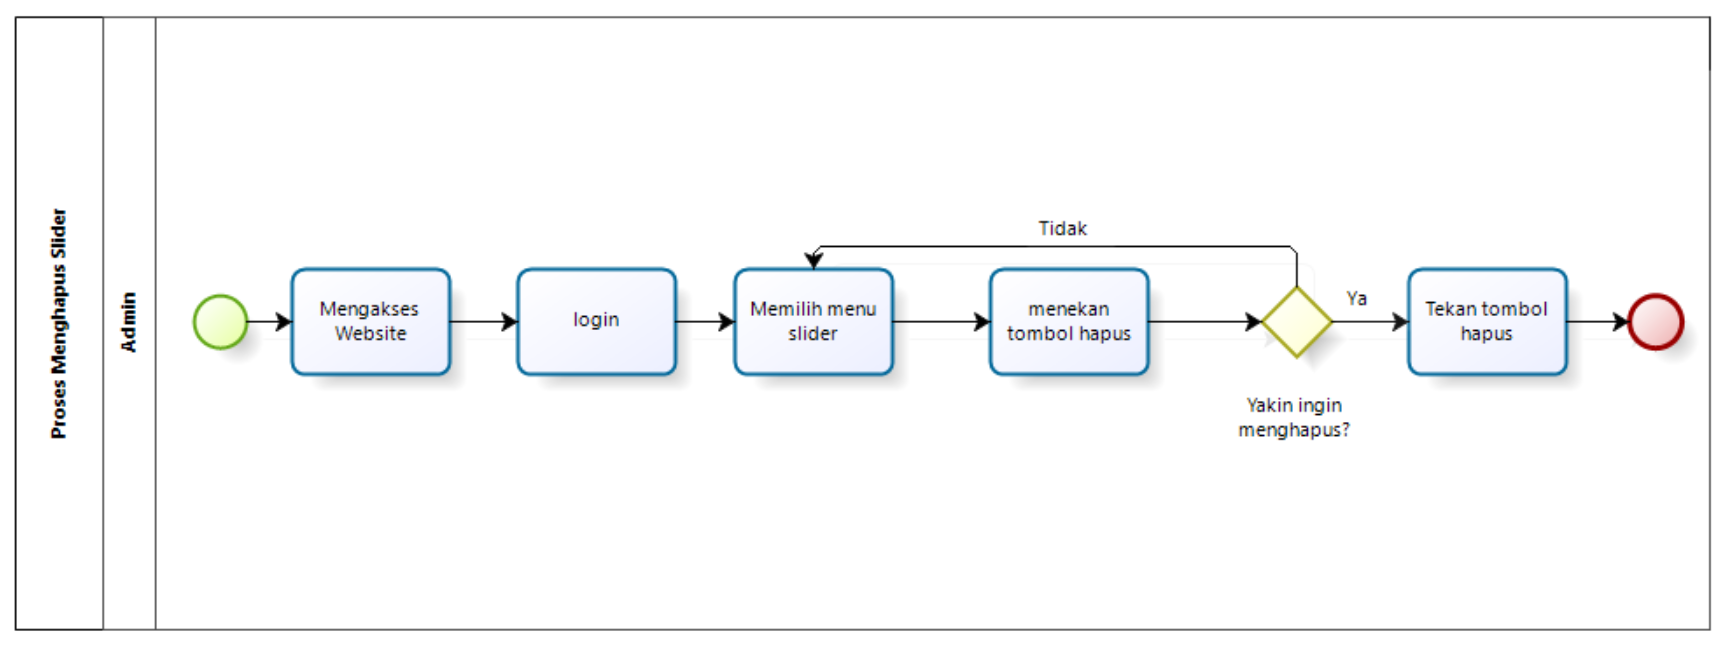 Proses Menghapus Slider
Admin
Mengakses
Website
login
Memilih menu
slider
menekan
tombol hapus
Tidak
Yakin ingin
menghapus?
Ya
Tekan tombol
hapus